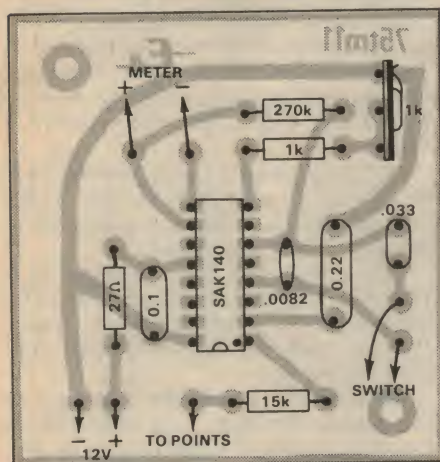 75tm11
METER
+ −
270k
1k
1k
SAK140
.033
27Ω
0.1
.0082
0.22
15k
SWITCH
− +
12V
TO POINTS